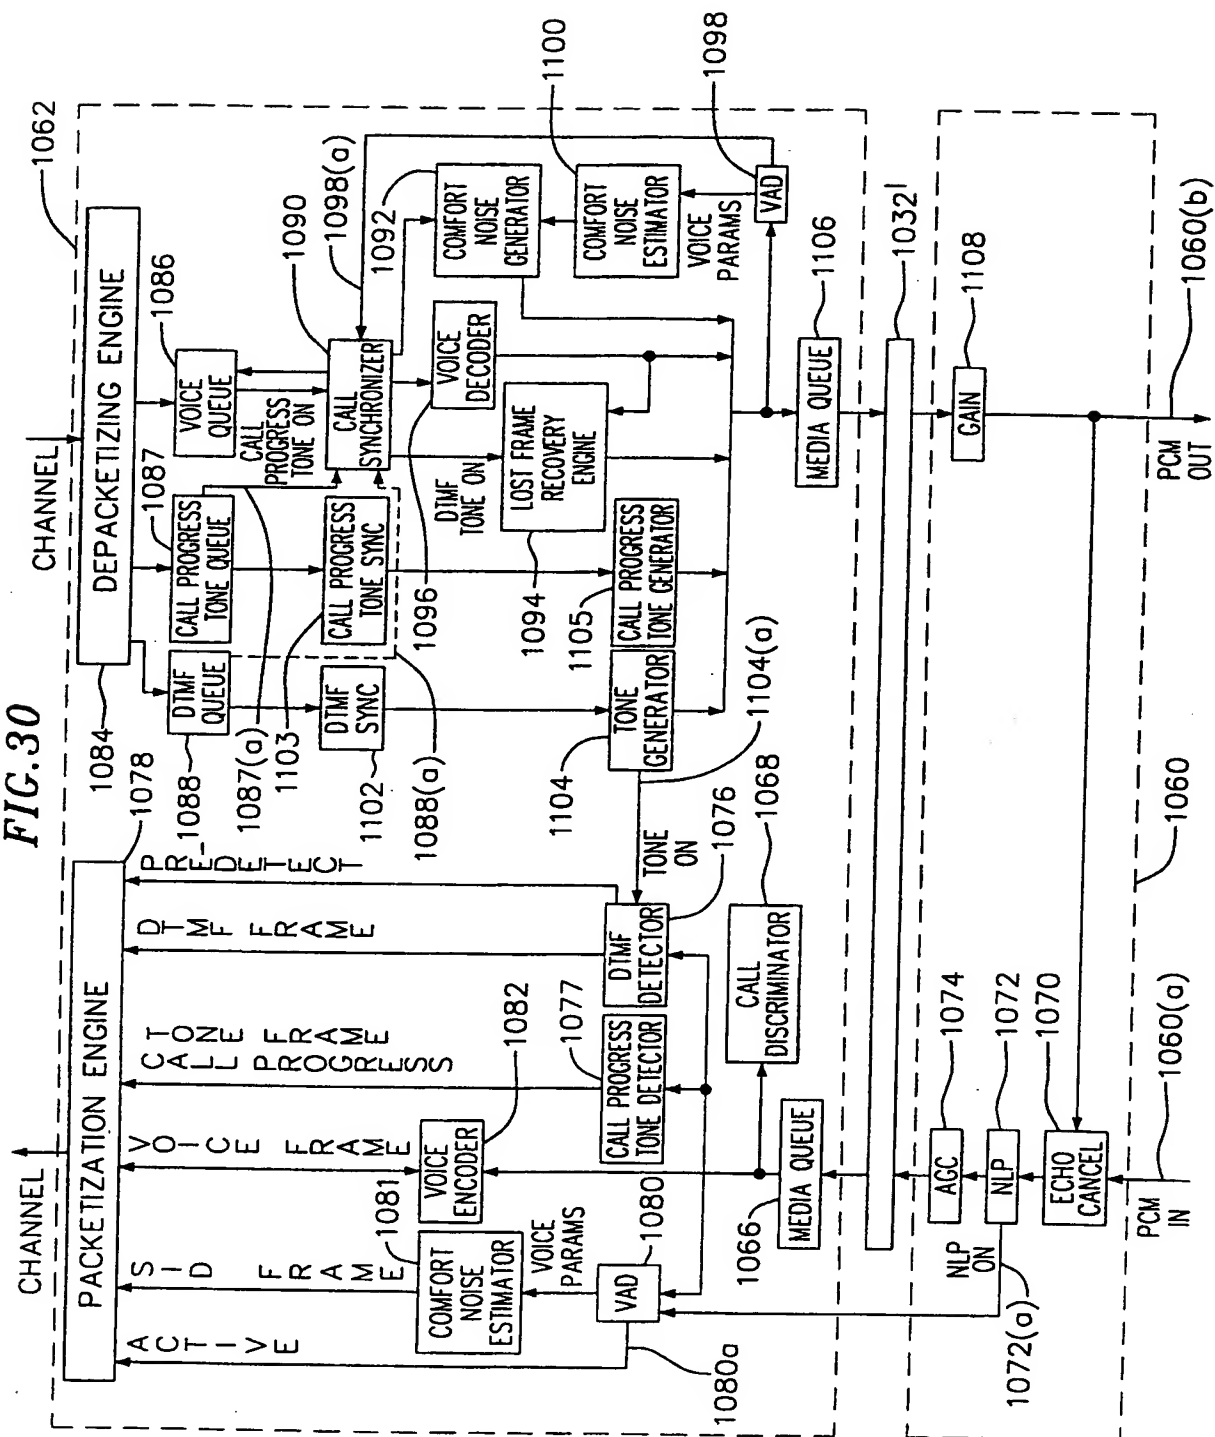 FIG.30
CHANNEL
PACKETIZATION ENGINE
1078
ACTIVE
SID FRAME
VOICE FRAME
CALL PROGRESS
TONE FRAME
DTMF FRAME
PRE-DETECT
1081
COMFORT
NOISE
ESTIMATOR
VOICE
ENCODER
1082
VOICE PARAMS
VAD
1080
1080a
CALL PROGRESS
TONE DETECTOR
1077
DTMF
DETECTOR
1076
TONE
ON
CALL
DISCRIMINATOR
1068
MEDIA QUEUE
1066
AGC
1074
NLP
1072
NLP
ON
1072(a)
ECHO
CANCEL
1070
PCM
IN
1060(a)
1060
CHANNEL
1062
DEPACKETIZING ENGINE
1084
DTMF
QUEUE
1088
CALL PROGRESS
TONE QUEUE
1087
VOICE
QUEUE
1086
1087(a)
CALL
PROGRESS
TONE ON
1103
DTMF
SYNC
1102
CALL PROGRESS
TONE SYNC
CALL
SYNCHRONIZER
1090
1098(a)
1088(a)
1096
DTMF
TONE ON
VOICE
DECODER
1092
COMFORT
NOISE
GENERATOR
1094
LOST FRAME
RECOVERY
ENGINE
COMFORT
NOISE
ESTIMATOR
1100
1104
TONE
GENERATOR
1105
CALL PROGRESS
TONE GENERATOR
1104(a)
VOICE
PARAMS
VAD
1098
MEDIA QUEUE
1106
1032'
GAIN
1108
PCM
OUT
1060(b)